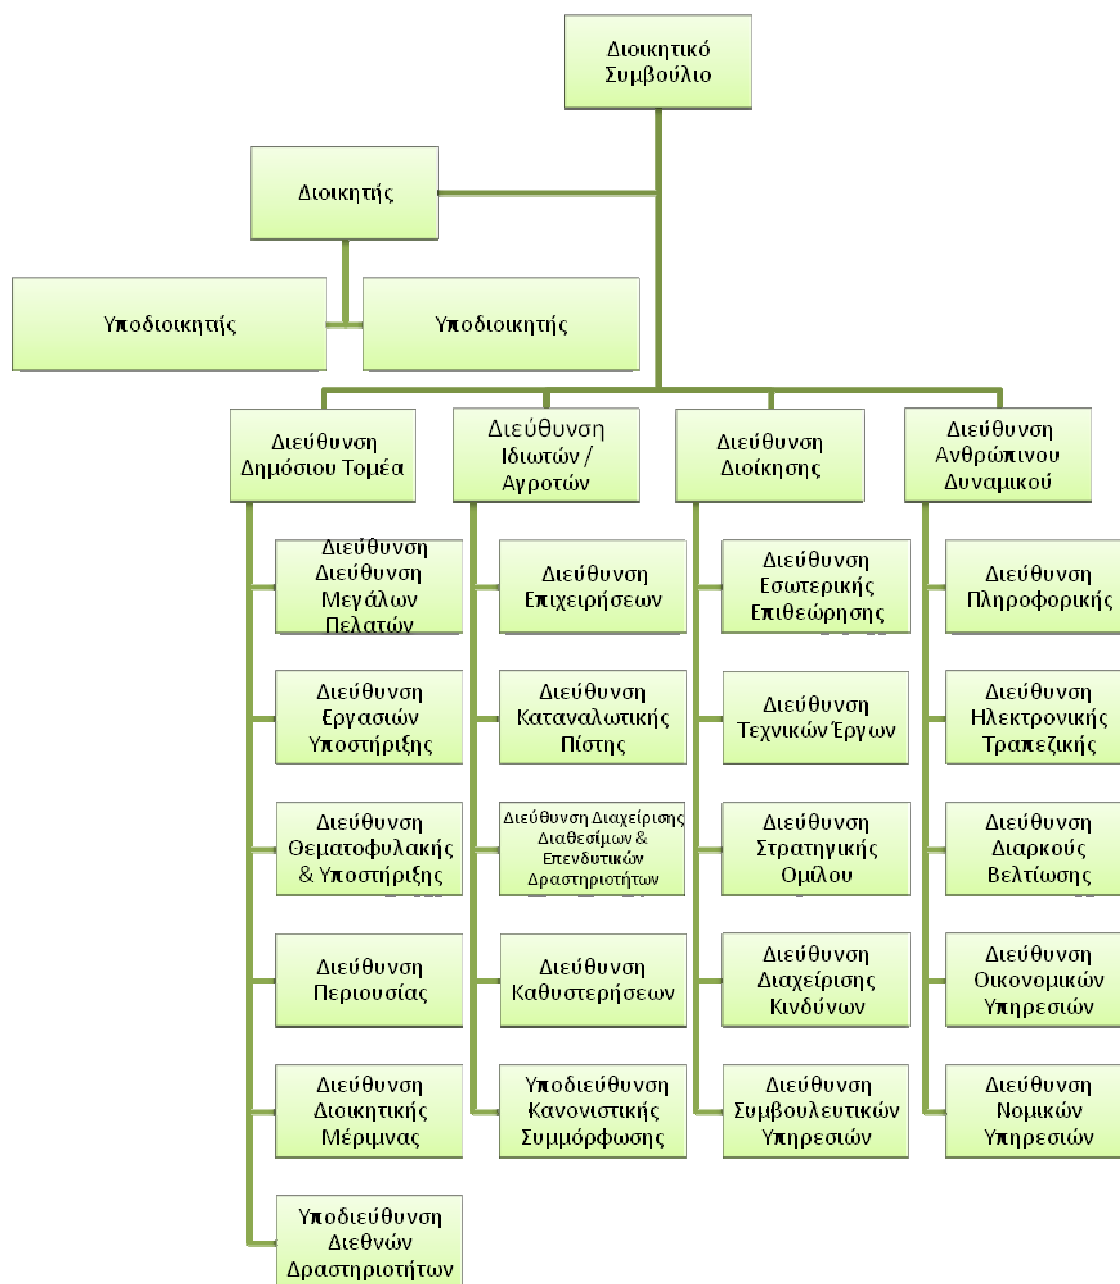 Διοικητικό
Συμβούλιο
Διοικητής
Υποδιοικητής
Υποδιοικητής
Διεύθυνση
Δημόσιου Τομέα
Διεύθυνση
Ιδιωτών /
Αγροτών
Διεύθυνση
Διοίκησης
Διεύθυνση
Ανθρώπινου
Δυναμικού
Διεύθυνση
Διεύθυνση
Μεγάλων
Πελατών
Διεύθυνση
Επιχειρήσεων
Διεύθυνση
Εσωτερικής
Επιθεώρησης
Διεύθυνση
Πληροφορικής
Διεύθυνση
Εργασιών
Υποστήριξης
Διεύθυνση
Καταναλωτικής
Πίστης
Διεύθυνση
Τεχνικών Έργων
Διεύθυνση
Ηλεκτρονικής
Τραπεζικής
Διεύθυνση
Θεματοφυλακής
& Υποστήριξης
Διεύθυνση Διαχείρισης
Διαθεσίμων &
Επενδυτικών
Δραστηριοτήτων
Διεύθυνση
Στρατηγικής
Ομίλου
Διεύθυνση
Διαρκούς
Βελτίωσης
Διεύθυνση
Περιουσίας
Διεύθυνση
Καθυστερήσεων
Διεύθυνση
Διαχείρισης
Κινδύνων
Διεύθυνση
Οικονομικών
Υπηρεσιών
Διεύθυνση
Διοικητικής
Μέριμνας
Υποδιεύθυνση
Κανονιστικής
Συμμόρφωσης
Διεύθυνση
Συμβουλευτικών
Υπηρεσιών
Διεύθυνση
Νομικών
Υπηρεσιών
Υποδιεύθυνση
Διεθνών
Δραστηριοτήτων